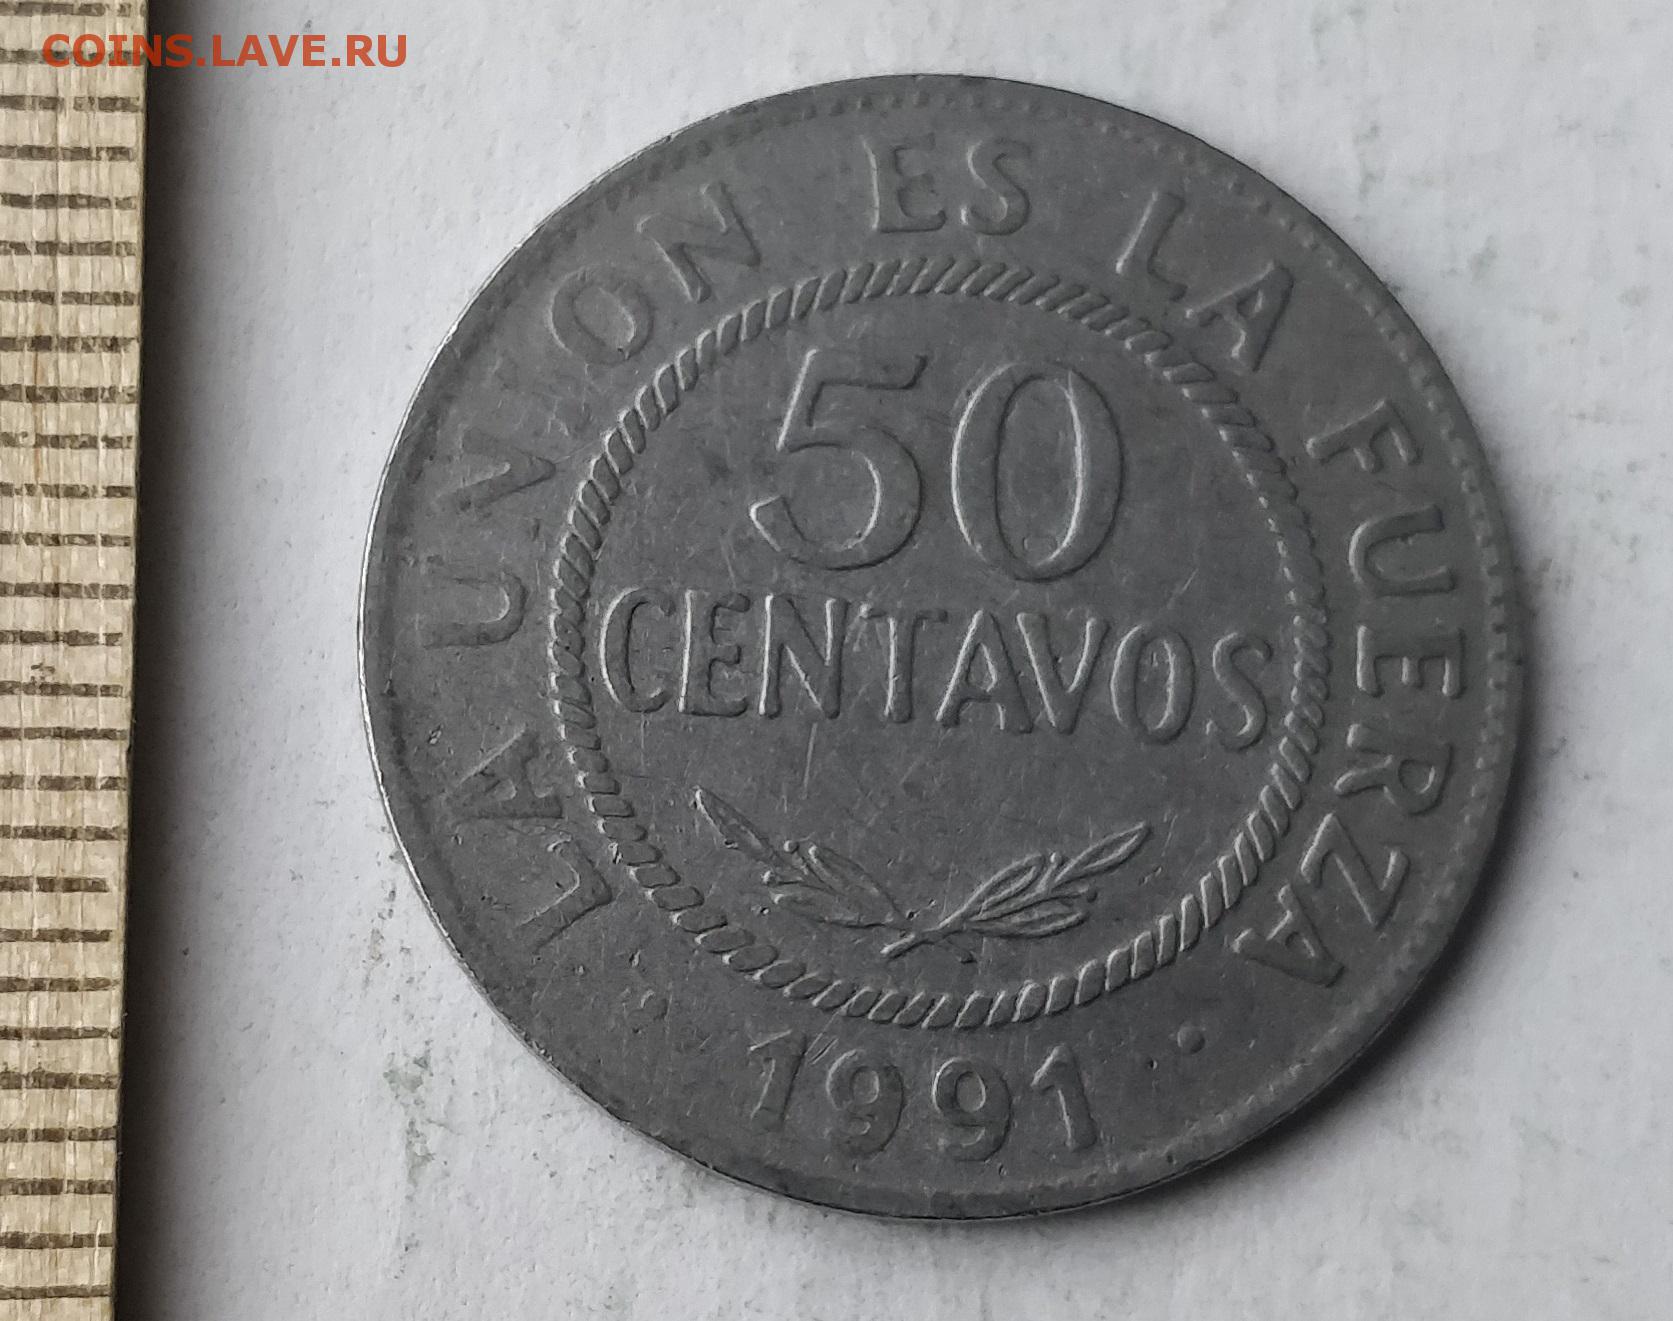 COINS.LAVE.RU
LA UNION ES LA FUERZA
50
CENTAVOS
1991